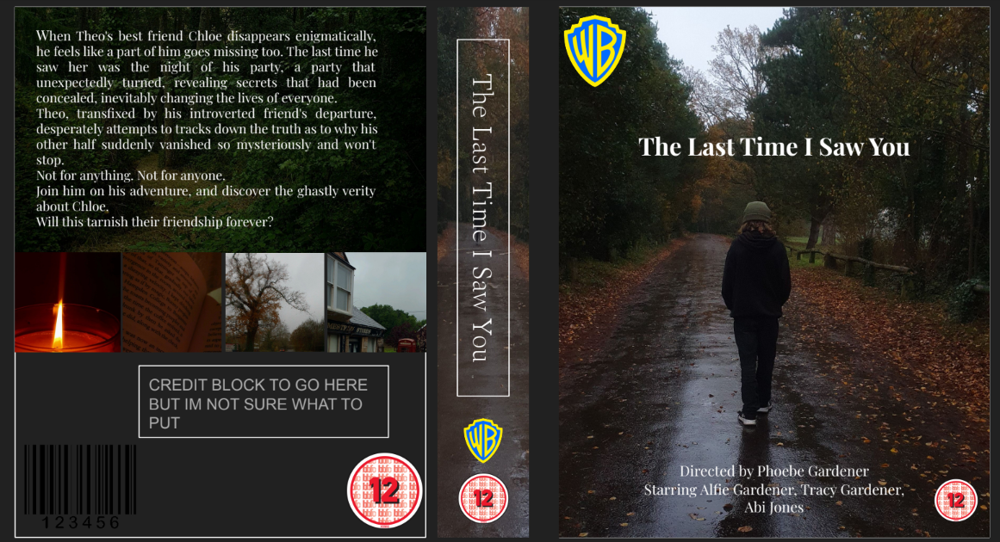 When Theo's best friend Chloe disappears enigmatically,
he feels like a part of him goes missing too. The last time he
saw her was the night of his party, a party that
unexpectedly turned, revealing secrets that had been
concealed, inevitably changing the lives of everyone.
Theo, transfixed by his introverted friend's departure,
desperately attempts to tracks down the truth as to why his
other half suddenly vanished so mysteriously and won't
stop.
Not for anything. Not for anyone.
Join him on his adventure, and discover the ghastly verity
about Chloe.
Will this tarnish their friendship forever?
CREDIT BLOCK TO GO HERE
BUT IM NOT SURE WHAT TO
PUT
123456
12
The Last Time I Saw You
WB
12
WB
The Last Time I Saw You
Directed by Phoebe Gardener
Starring Alfie Gardener, Tracy Gardener,
Abi Jones
12